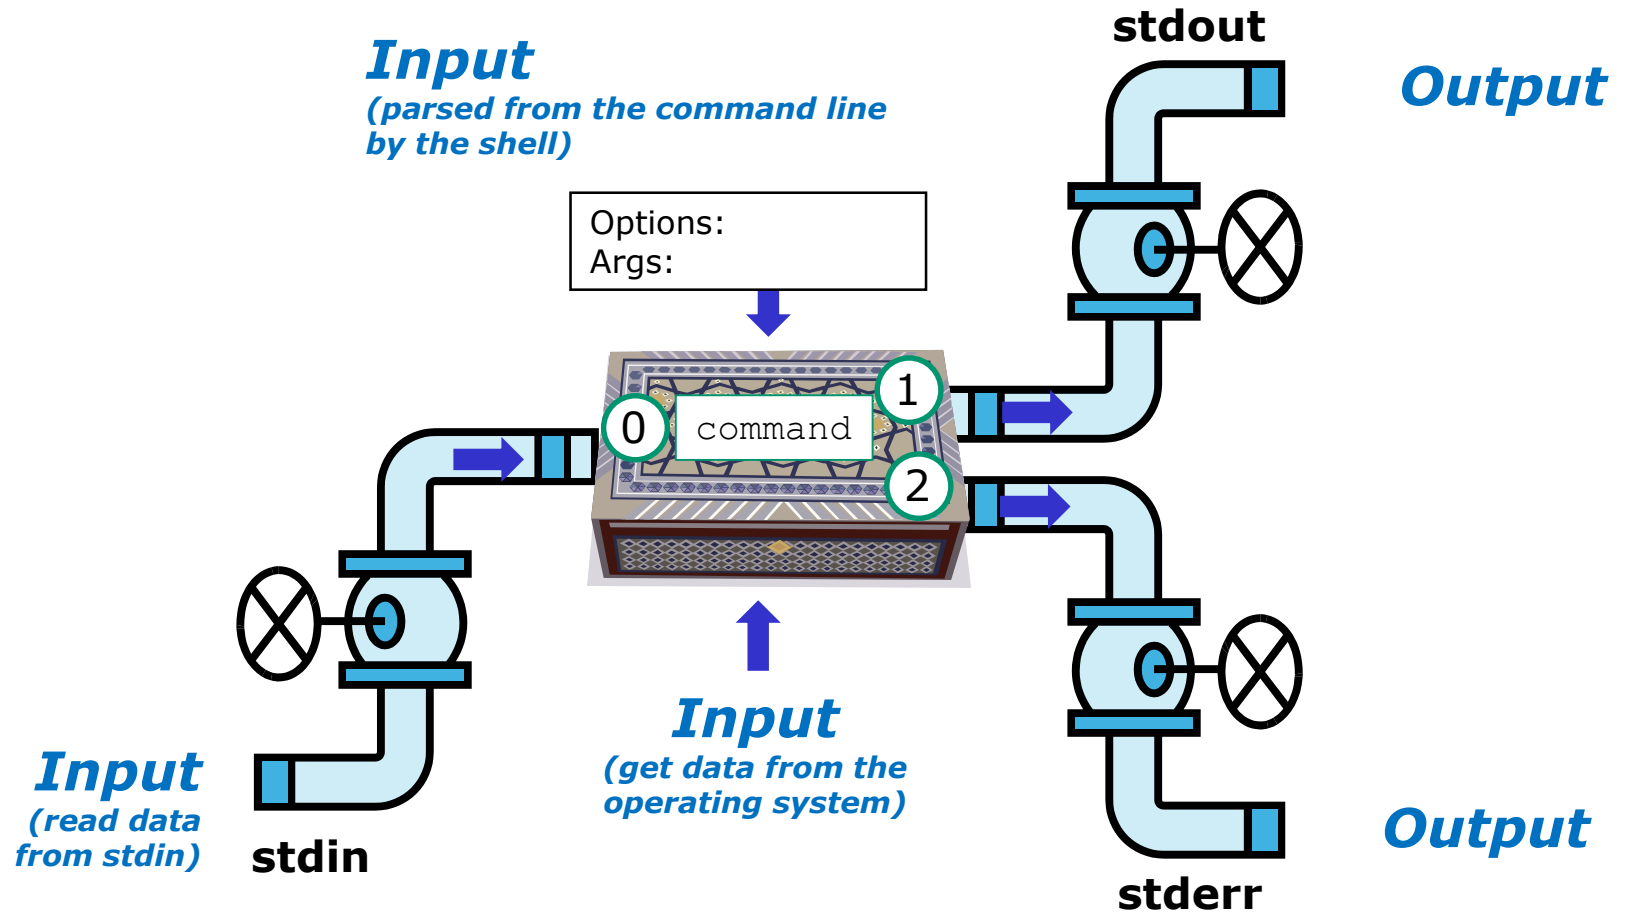 stdout
Input
(parsed from the command line
by the shell)
Output
Options:
Args:
1
0
command
2
Input
(get data from the
operating system)
Input
(read data
from stdin)
stdin
Output
stderr